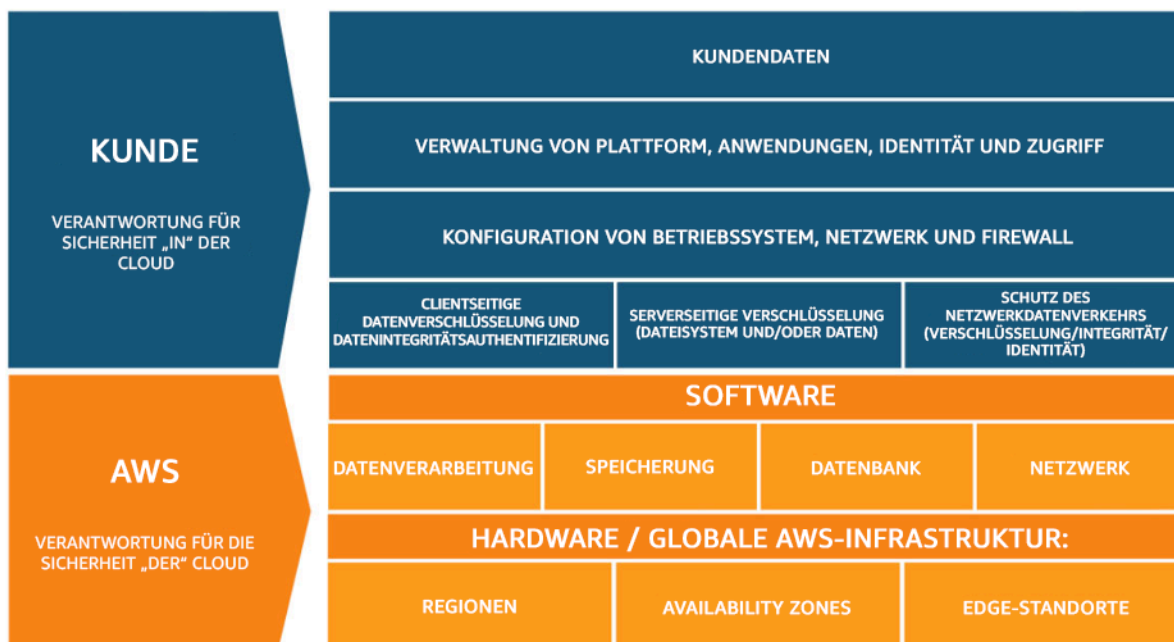 KUNDE
VERANTWORTUNG FÜR
SICHERHEIT „IN“ DER
CLOUD
KUNDENDATEN
VERWALTUNG VON PLATTFORM, ANWENDUNGEN, IDENTITÄT UND ZUGRIFF
KONFIGURATION VON BETRIEBSSYSTEM, NETZWERK UND FIREWALL
CLIENTSEITIGE
DATENVERSCHLÜSSELUNG UND
DATENINTEGRITÄTSAUTHENTIFIZIERUNG
SERVERSEITIGE VERSCHLÜSSELUNG
(DATEISYSTEM UND/ODER DATEN)
SCHUTZ DES
NETZWERKDATENVERKEHRS
(VERSCHLÜSSELUNG/INTEGRITÄT/
IDENTITÄT)
AWS
VERANTWORTUNG FÜR DIE
SICHERHEIT „DER“ CLOUD
SOFTWARE
DATENVERARBEITUNG
SPEICHERUNG
DATENBANK
NETZWERK
HARDWARE / GLOBALE AWS-INFRASTRUKTUR:
REGIONEN
AVAILABILITY ZONES
EDGE-STANDORTE